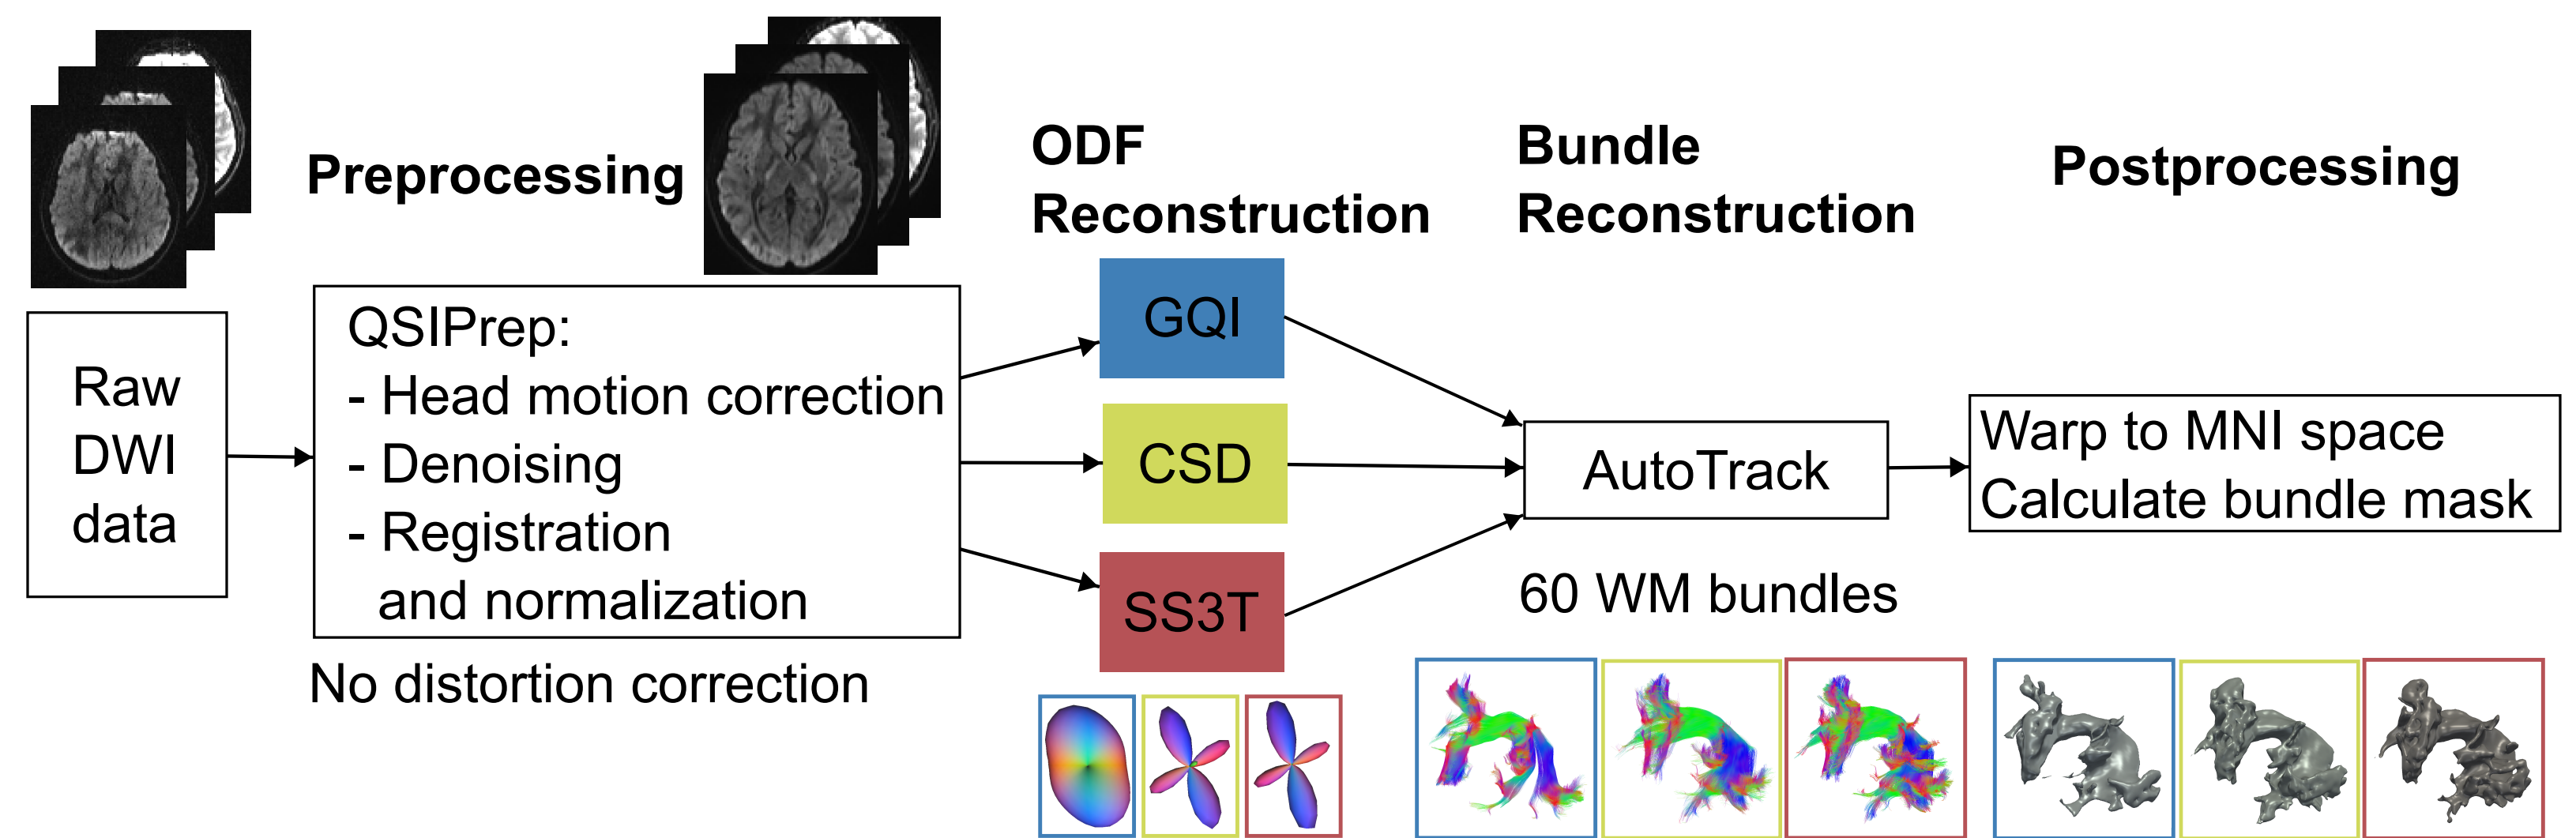 Preprocessing
ODF
Reconstruction
Bundle
Reconstruction
Postprocessing
Raw
DWI
data
QSIPrep:
- Head motion correction
- Denoising
- Registration
and normalization
No distortion correction
GQI
CSD
SS3T
AutoTrack
60 WM bundles
Warp to MNI space
Calculate bundle mask